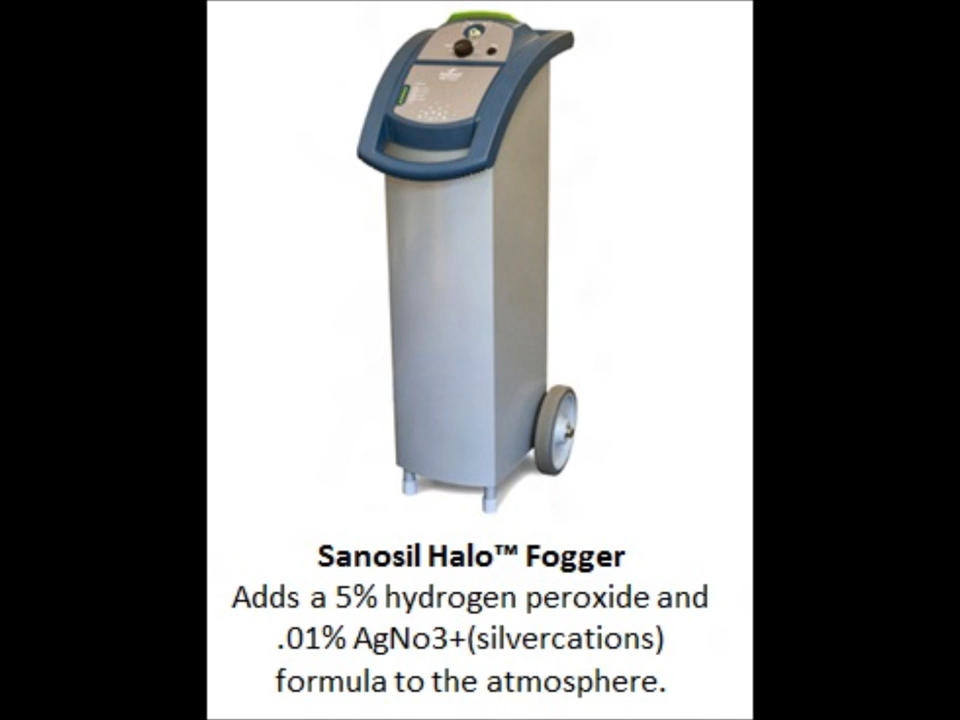 Sanosil Halo™ Fogger
Adds a 5% hydrogen peroxide and
.01% AgNo3+(silvercations)
formula to the atmosphere.